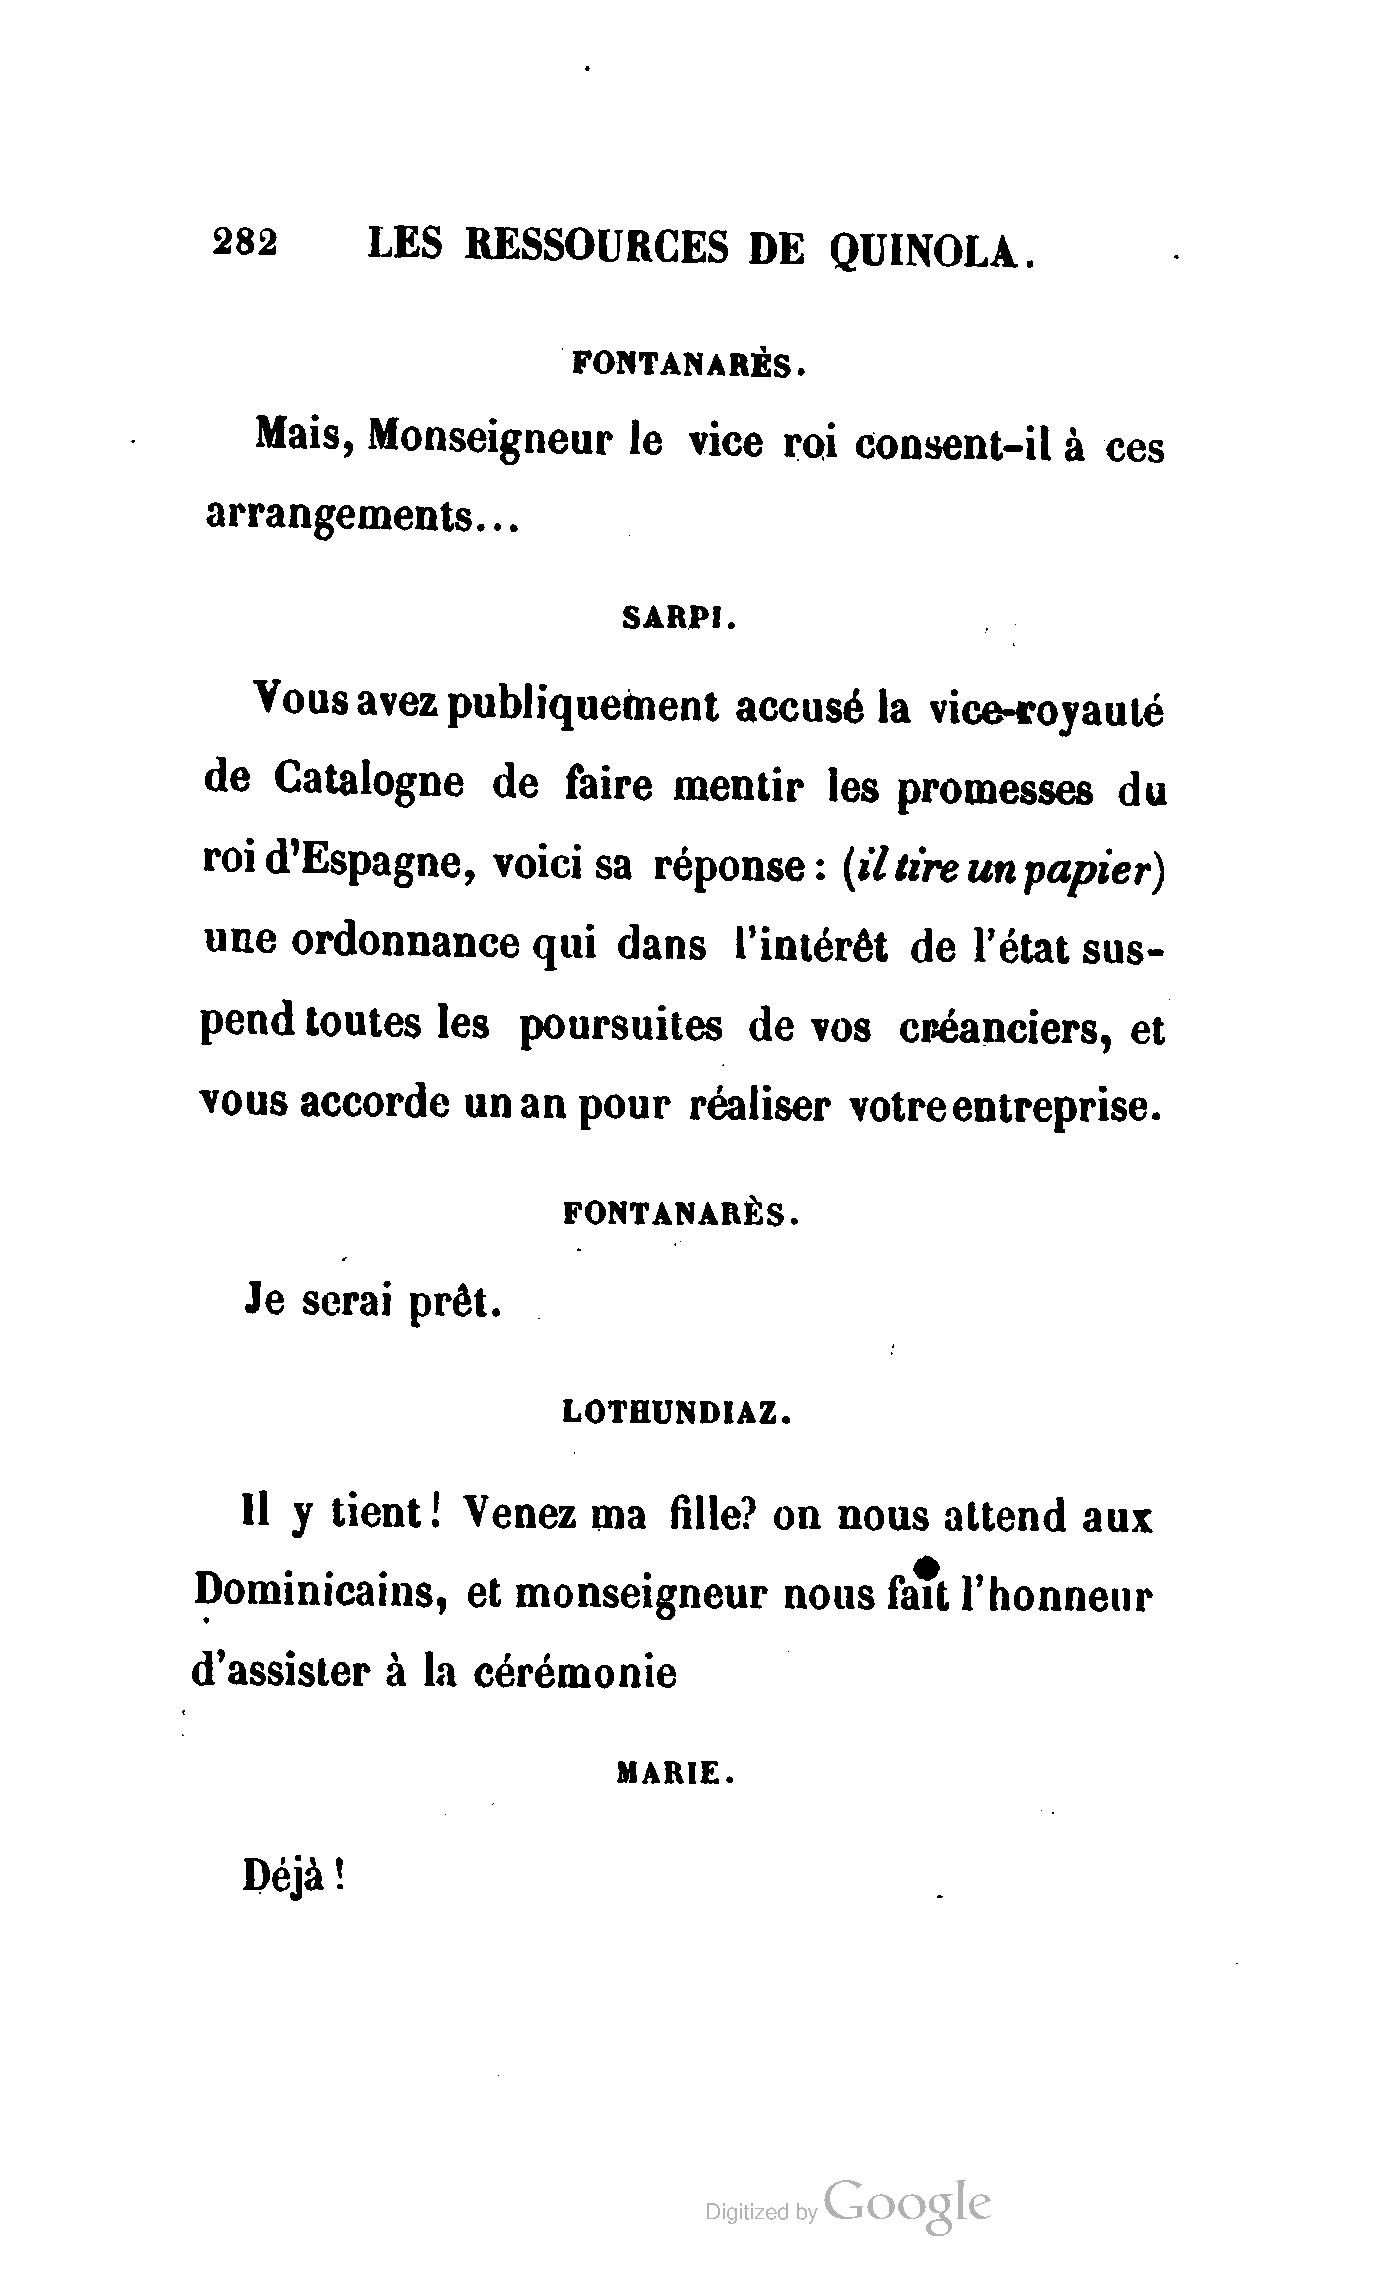 282 LES RESSOURCES DE QUINOLA.
FONTANARÈS.
Mais, Monseigneur le vice roi consent-il à ces
arrangements...
SARPI.
Vous avez publiquement accusé la vice-royauté
de Catalogne de faire mentir les promesses du
roi d'Espagne, voici sa réponse : (il tire un papier)
une ordonnance qui dans l'intérêt de l'état sus-
pend toutes les poursuites de vos créanciers, et
vous accorde un an pour réaliser votre entreprise.
FONTANARÈS.
Je serai prêt.
LOTHUNDIAZ.
Il y tient ! Venez ma fille? on nous attend aux
Dominicains, et monseigneur nous fait l'honneur
d'assister à la cérémonie
MARIE.
Déjà !
Digitized by Google